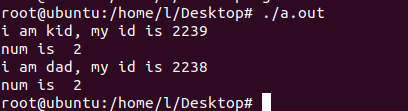 root@ubuntu:/home/l/Desktop# ./a.out
i am kid, my id is 2239
num is  2
i am dad, my id is 2238
num is  2
root@ubuntu:/home/l/Desktop#